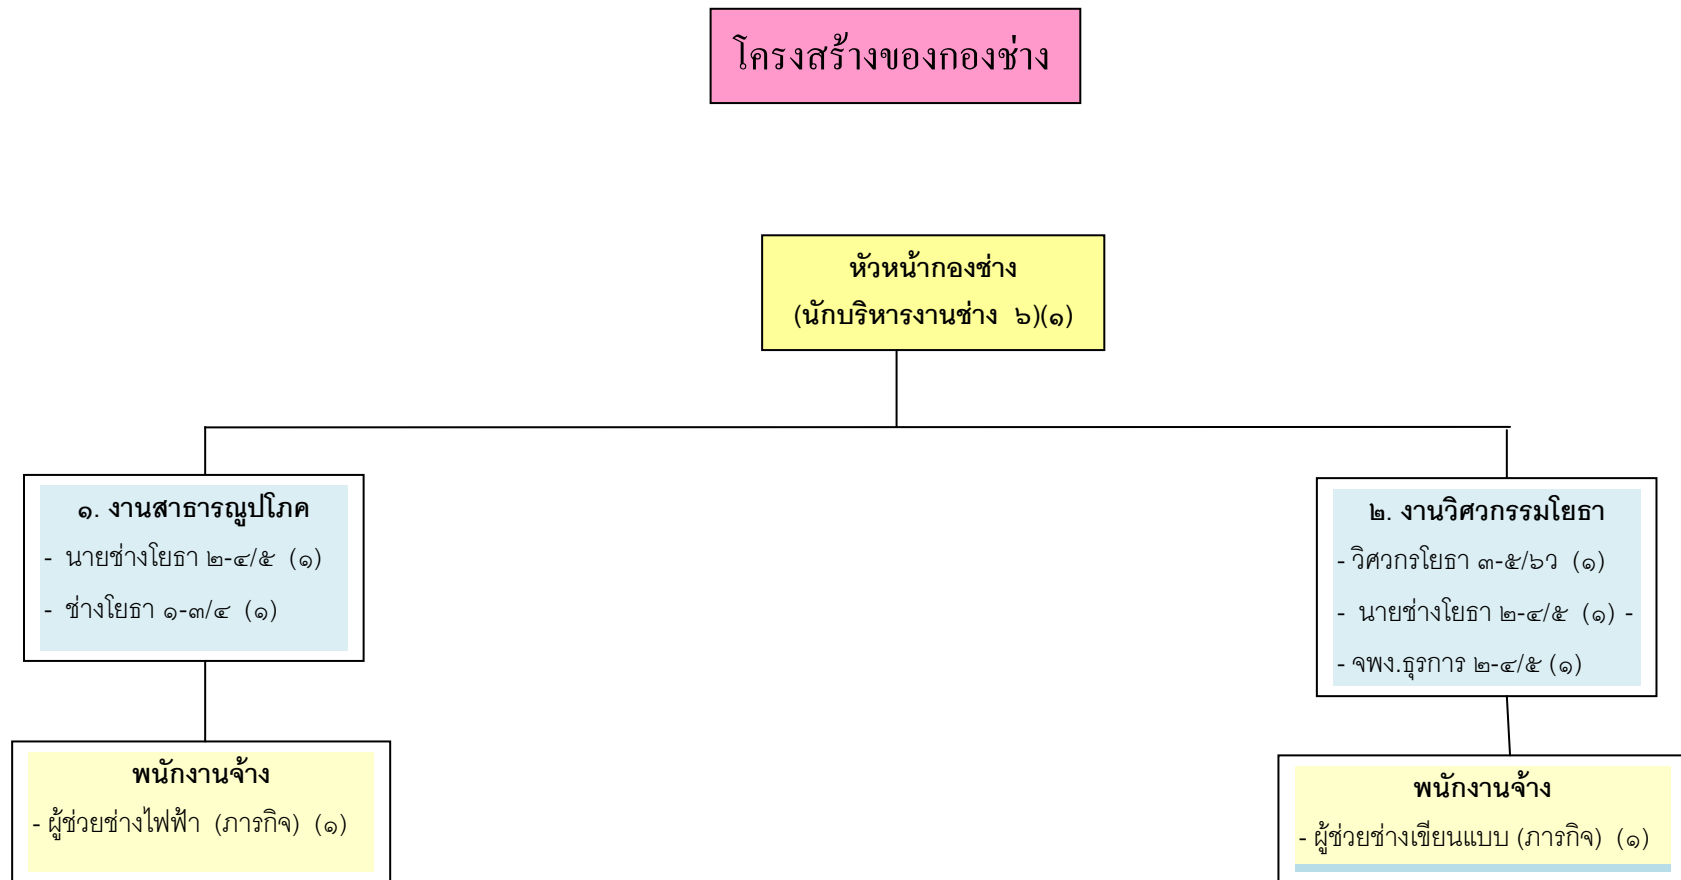 โครงสร้างของกองช่าง
หัวหน้ากองช่าง
(นักบริหารงานช่าง ๖)(๑)
๑. งานสาธารณูปโภค
- นายช่างโยธา ๒-๔/๕ (๑)
- ช่างโยธา ๑-๓/๔ (๑)
๒. งานวิศวกรรมโยธา
- วิศวกรโยธา ๓-๕/๖ว (๑)
- นายช่างโยธา ๒-๔/๕ (๑) -
- จพง.ธุรการ ๒-๔/๕ (๑)
พนักงานจ้าง
- ผู้ช่วยช่างไฟฟ้า (ภารกิจ) (๑)
พนักงานจ้าง
- ผู้ช่วยช่างเขียนแบบ (ภารกิจ) (๑)